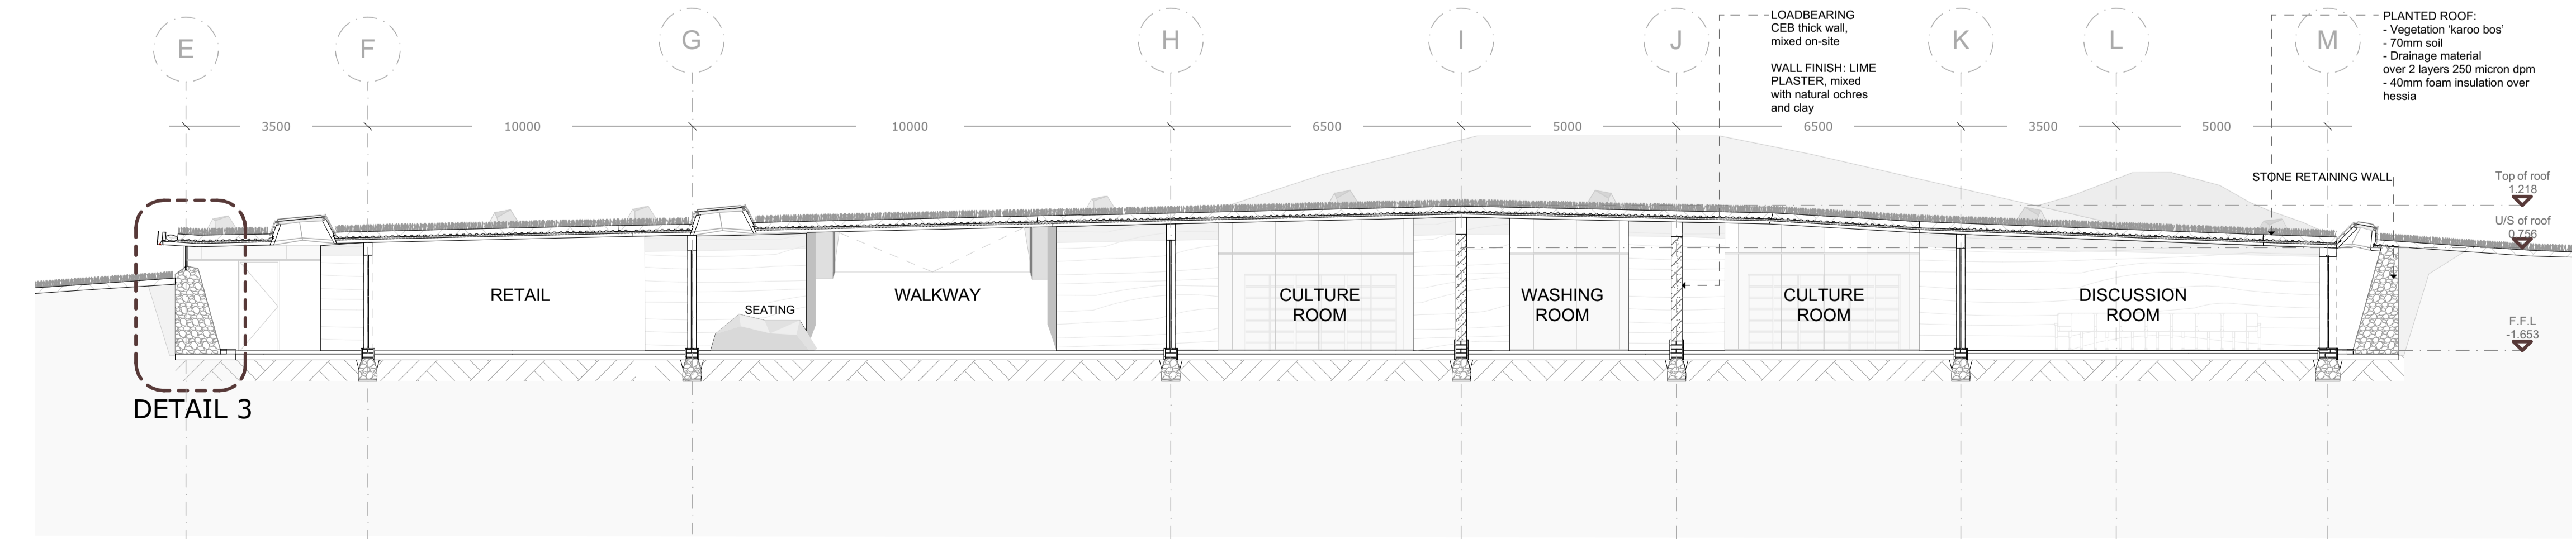 E
F
G
H
I
J
K
L
M
LOADBEARING
CEB thick wall,
mixed on-site
WALL FINISH: LIME
PLASTER, mixed
with natural ochres
and clay
PLANTED ROOF:
- Vegetation ‘karoo bos’
- 70mm soil
- Drainage material
over 2 layers 250 micron dpm
- 40mm foam insulation over
hessia
3500
10000
10000
6500
5000
6500
3500
5000
STONE RETAINING WALL
Top of roof
1.218
U/S of roof
0.756
RETAIL
SEATING
WALKWAY
CULTURE
ROOM
WASHING
ROOM
CULTURE
ROOM
DISCUSSION
ROOM
F.F.L
-1.653
DETAIL 3